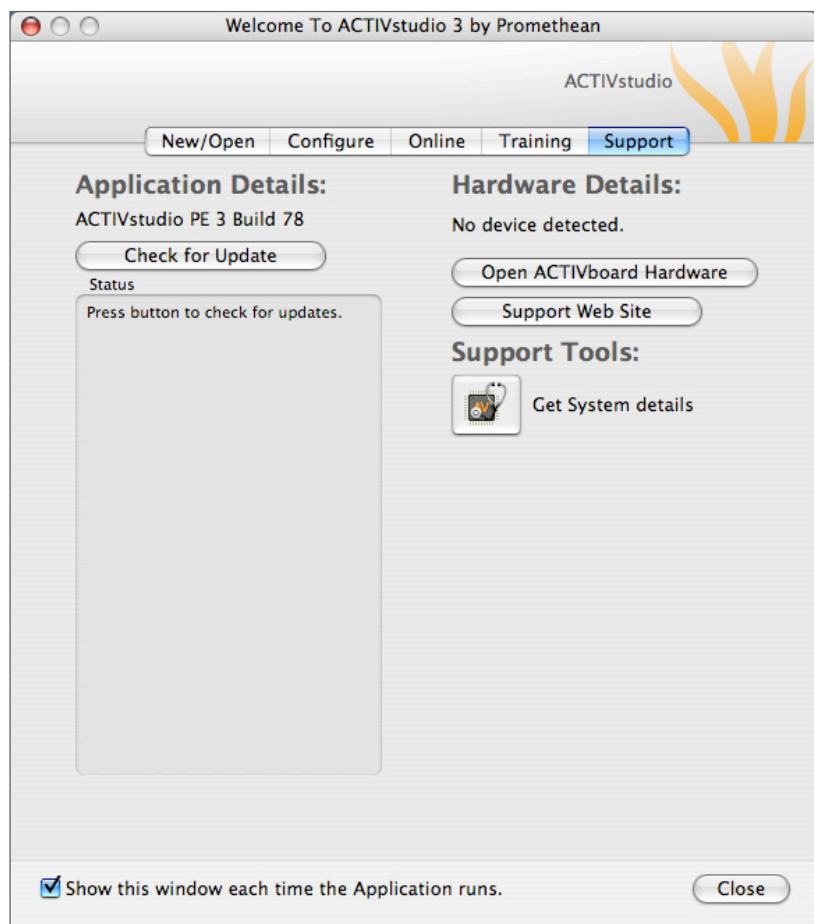 Welcome To ACTIVstudio 3 by Promethean
ACTIVstudio
New/Open Configure Online Training Support
Application Details:
ACTIVstudio PE 3 Build 78
Check for Update
Status
Press button to check for updates.
Hardware Details:
No device detected.
Open ACTIVboard Hardware
Support Web Site
Support Tools:
Get System details
Show this window each time the Application runs.
Close